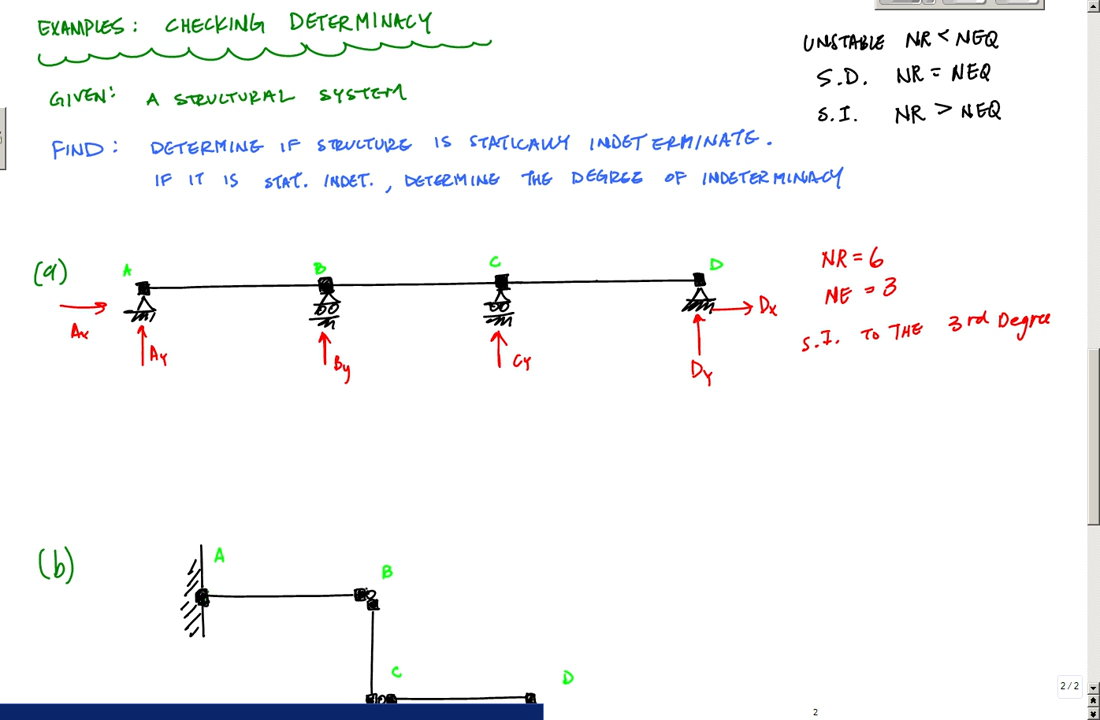 EXAMPLES: CHECKING DETERMINACY
UNSTABLE NR < NEQ
S.D. NR = NEQ
S.I. NR > NEQ
GIVEN: A STRUCTURAL SYSTEM
FIND: DETERMINE IF STRUCTURE IS STATICALLY INDETERMINATE.
IF IT IS STAT. INDET., DETERMINE THE DEGREE OF INDETERMINACY
(a)
A B C D
Ax
Ay
By
Cy
Dx
Dy
NR = 6
NE = 3
S.I. TO THE 3rd Degree
(b)
A
B
C
D
2/2
2